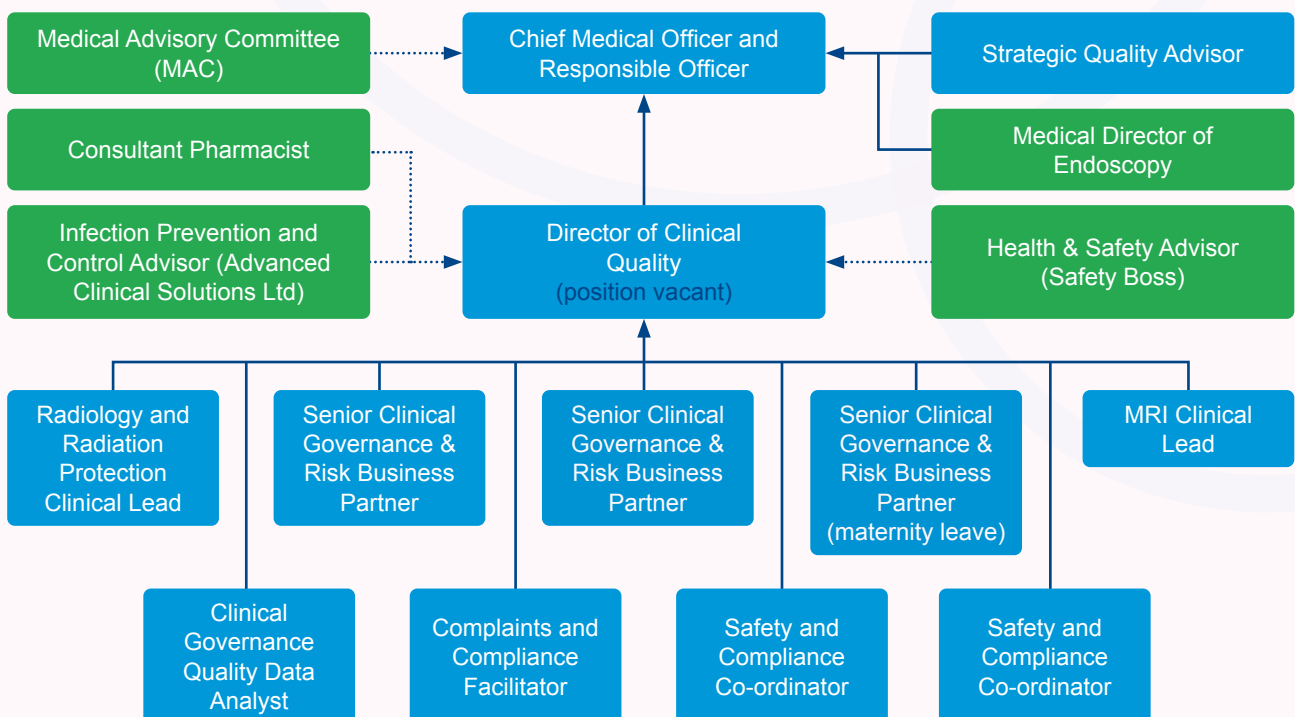 Medical Advisory Committee
(MAC)
Chief Medical Officer and
Responsible Officer
Strategic Quality Advisor
Consultant Pharmacist
Medical Director of
Endoscopy
Infection Prevention and
Control Advisor (Advanced
Clinical Solutions Ltd)
Director of Clinical
Quality
(position vacant)
Health & Safety Advisor
(Safety Boss)
Radiology and
Radiation
Protection
Clinical Lead
Senior Clinical
Governance &
Risk Business
Partner
Senior Clinical
Governance &
Risk Business
Partner
Senior Clinical
Governance &
Risk Business
Partner
(maternity leave)
MRI Clinical
Lead
Clinical
Governance
Quality Data
Analyst
Complaints and
Compliance
Facilitator
Safety and
Compliance
Co-ordinator
Safety and
Compliance
Co-ordinator